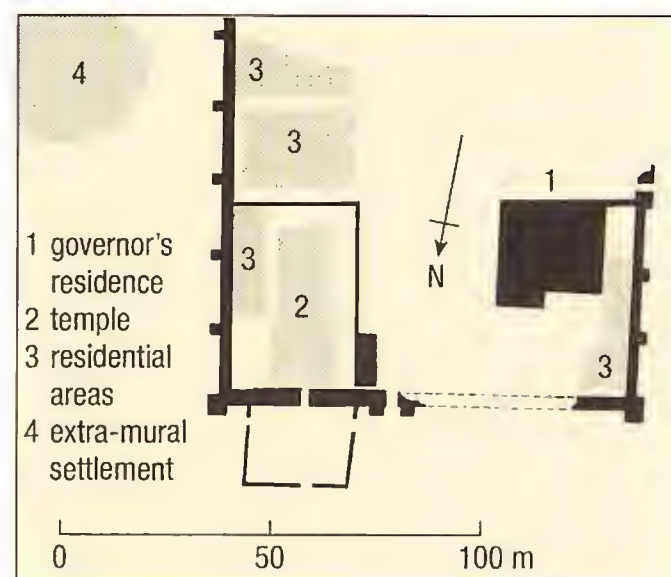 4
3
3
1
N
3
2
3
1 governor's
residence
2 temple
3 residential
areas
4 extra-mural
settlement
0 50 100 m